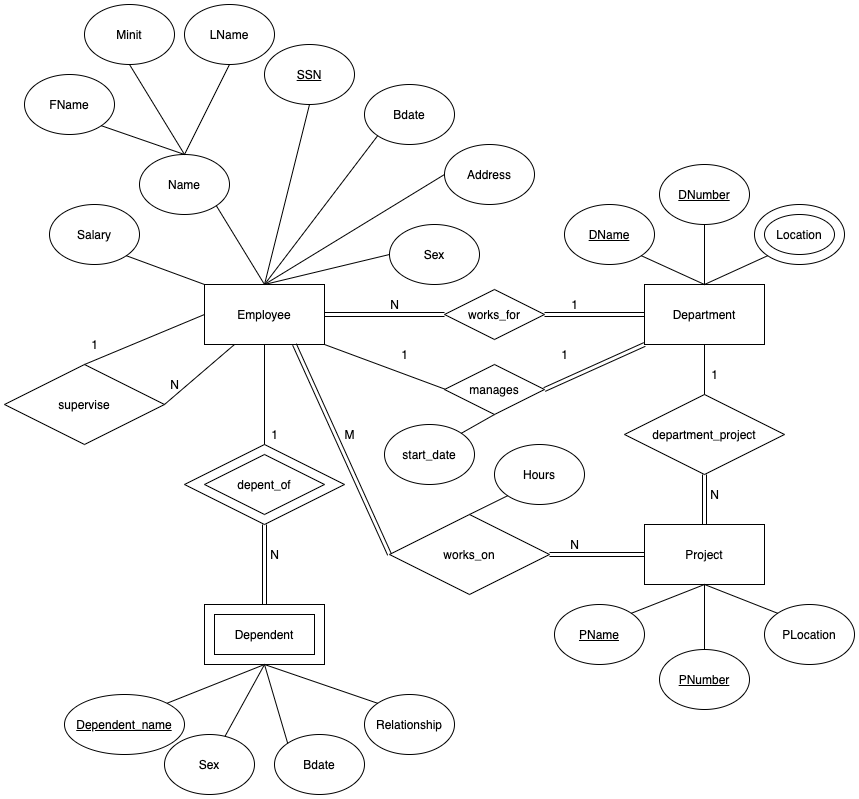 Minit
LName
SSN
FName
Bdate
Name
Address
DNumber
Salary
DName
Location
Sex
N
1
Employee
works_for
Department
1
1
1
1
N
manages
supervise
1
M
department_project
start_date
Hours
depent_of
N
N
N
works_on
Project
Dependent
PName
PLocation
PNumber
Dependent_name
Relationship
Sex
Bdate